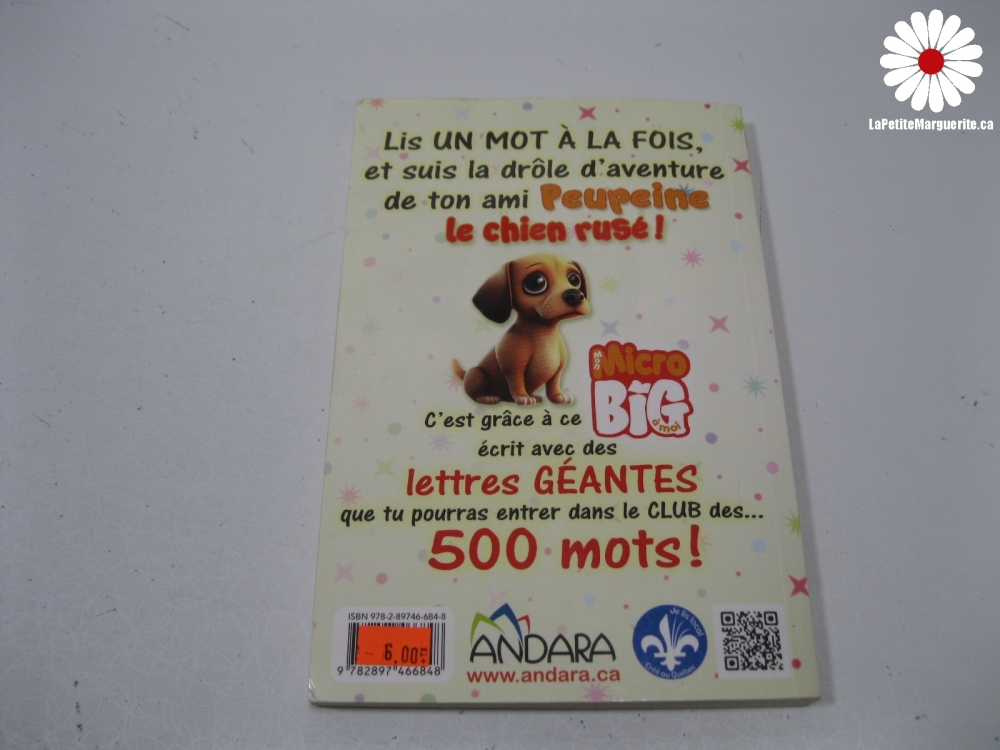 LaPetiteMarguerite.ca
Lis UN MOT À LA FOIS,
et suis la drôle d'aventure
de ton ami Peupeine
le chien rusé!
Mon Micro
BiG
à moi
C'est grâce à ce
écrit avec des
lettres GÉANTES
que tu pourras entrer dans le CLUB des...
500 mots!
ISBN 978-2-89746-684-8
6.00
9 782897 466848
ANDARA
www.andara.ca
Je lis local
Créé au Québec